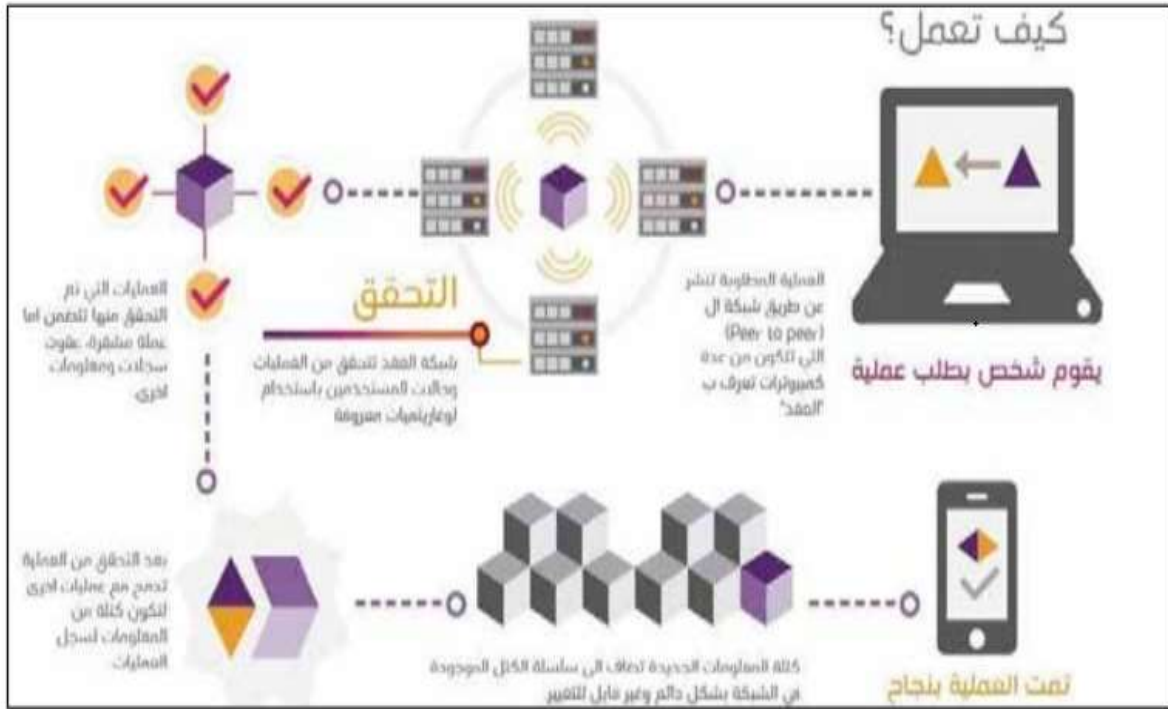 كيف تعمل؟
يقوم شخص بطلب عملية
العملية المطلوبة تنشر
عن طريق شبكة ال
(Peer to peer)
التي تتكون من عدة
كمبيوترات تعرف ب
"العقد"
التحقق
شبكة العقد تتحقق من العمليات
وحالات المستخدمين باستخدام
لوغاريتميات معروفة
العمليات التي تم
التحقق منها تتضمن اما
عملة مشفرة، عقود
سجلات ومعلومات
اخرى
بعد التحقق من العملية
تدمج مع عمليات اخرى
لتكون كتلة من
المعلومات لسجل
العمليات
كتلة المعلومات الجديدة تضاف الى سلسلة الكتل الموجودة
في الشبكة بشكل دائم وغير قابل للتغيير
تمت العملية بنجاح